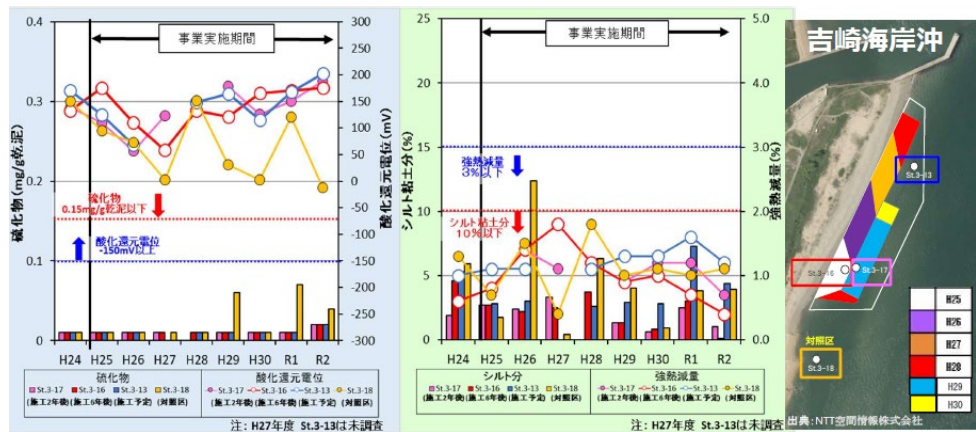 0.4
0.3
0.2
0.1
0
硫化物(mg/g乾泥)
事業実施期間
硫化物
0.15mg/g乾泥以下
酸化還元電位
-150mV以上
300
250
200
150
100
50
0
-50
-100
-150
-200
-250
-300
酸化還元電位(mV)
H24 H25 H26 H27 H28 H29 H30 R1 R2
硫化物 酸化還元電位
St.3-17 St.3-16 St.3-13 St.3-18 St.3-17 St.3-16 St.3-13 St.3-18
(施工2年後) (施工6年後) (施工予定) (対照区) (施工2年後) (施工6年後) (施工予定) (対照区)
注: H27年度 St.3-13は未調査
25
20
15
10
5
0
シルト粘土分(%)
事業実施期間
強熱減量
3%以下
シルト粘土分
10%以下
5.0
4.0
3.0
2.0
1.0
0.0
強熱減量(%)
H24 H25 H26 H27 H28 H29 H30 R1 R2
シルト分 強熱減量
St.3-17 St.3-16 St.3-13 St.3-18 St.3-17 St.3-16 St.3-13 St.3-18
(施工2年後) (施工6年後) (施工予定) (対照区) (施工2年後) (施工6年後) (施工予定) (対照区)
注: H27年度 St.3-13は未調査
吉崎海岸沖
St.3-13
St.3-16
St.3-17
対照区
St.3-18
H25
H26
H27
H28
H29
H30
出典:NTT空間情報株式会社